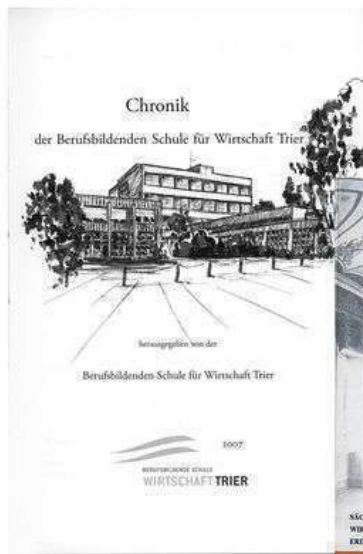 Chronik
der Berufsbildenden Schule für Wirtschaft Trier
herausgegeben von der
Berufsbildenden Schule für Wirtschaft Trier
2007
BERUFSBILDENDE SCHULE
WIRTSCHAFT TRIER